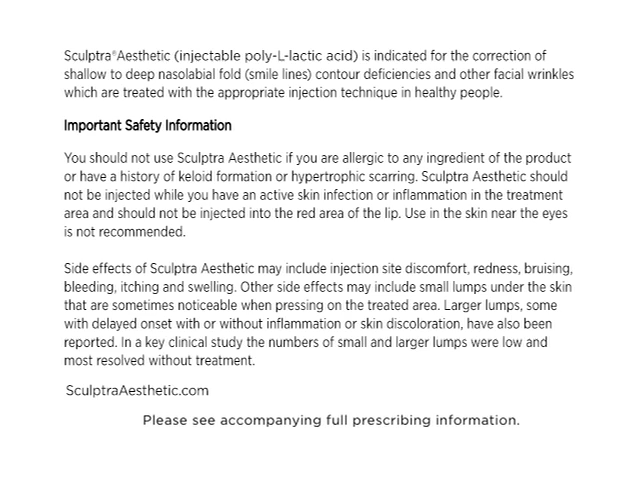 Sculptra®Aesthetic (injectable poly-L-lactic acid) is indicated for the correction of
shallow to deep nasolabial fold (smile lines) contour deficiencies and other facial wrinkles
which are treated with the appropriate injection technique in healthy people.
Important Safety Information
You should not use Sculptra Aesthetic if you are allergic to any ingredient of the product
or have a history of keloid formation or hypertrophic scarring. Sculptra Aesthetic should
not be injected while you have an active skin infection or inflammation in the treatment
area and should not be injected into the red area of the lip. Use in the skin near the eyes
is not recommended.
Side effects of Sculptra Aesthetic may include injection site discomfort, redness, bruising,
bleeding, itching and swelling. Other side effects may include small lumps under the skin
that are sometimes noticeable when pressing on the treated area. Larger lumps, some
with delayed onset with or without inflammation or skin discoloration, have also been
reported. In a key clinical study the numbers of small and larger lumps were low and
most resolved without treatment.
SculptraAesthetic.com
Please see accompanying full prescribing information.